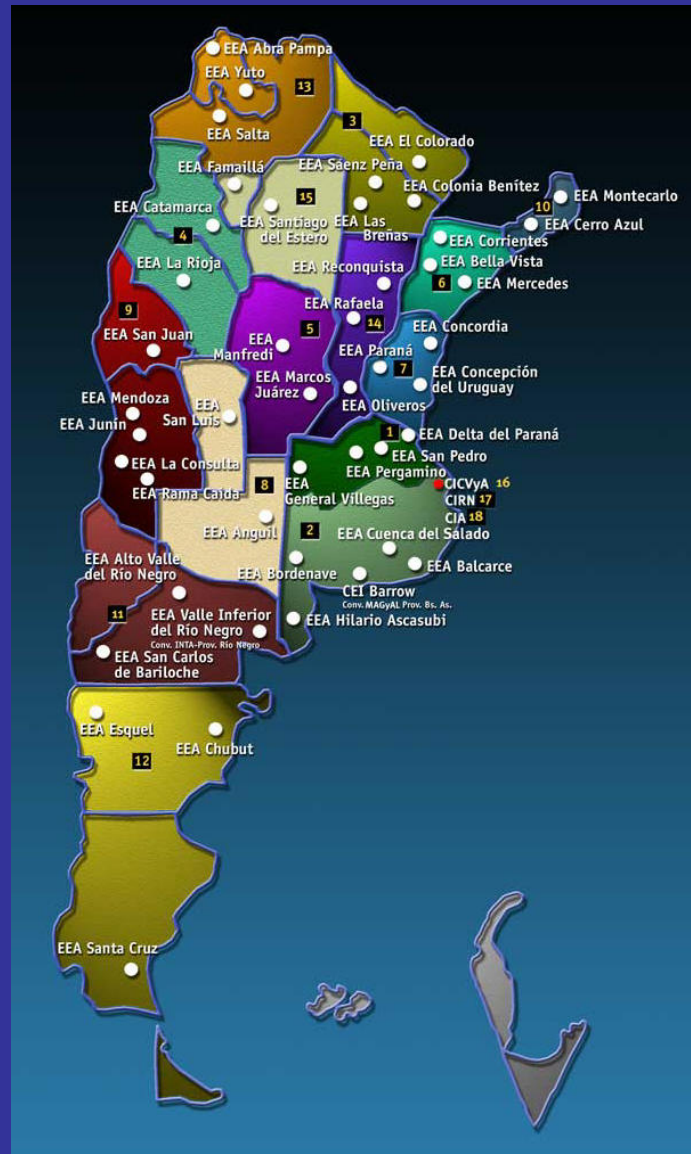 EEA Abra Pampa
EEA Yuto
13
EEA Salta
3
EEA El Colorado
EEA Famaillá
EEA Sáenz Peña
EEA Colonia Benítez
EEA Montecarlo
10
EEA Catamarca
15
EEA Santiago
del Estero
EEA Las
Breñas
EEA Cerro Azul
4
EEA Corrientes
EEA La Rioja
EEA Reconquista
EEA Bella Vista
6
EEA Mercedes
9
EEA Rafaela
5
14
EEA San Juan
EEA
Manfredi
EEA Concordia
EEA Paraná
7
EEA Concepción
del Uruguay
EEA Marcos
Juárez
EEA Mendoza
EEA
San Luis
EEA Oliveros
EEA Junín
1
EEA Delta del Paraná
EEA San Pedro
EEA La Consulta
EEA Pergamino
EEA Rama Caída
8
EEA
General Villegas
CICVyA 16
CIRN 17
CIA 18
EEA Anguil
2
EEA Cuenca del Salado
EEA Alto Valle
del Río Negro
EEA Bordenave
EEA Balcarce
CEI Barrow
Conv. MAGyAL Prov. Bs. As.
11
EEA Valle Inferior
del Río Negro
Conv. INTA-Prov. Río Negro
EEA Hilario Ascasubi
EEA San Carlos
de Bariloche
EEA Esquel
EEA Chubut
12
EEA Santa Cruz